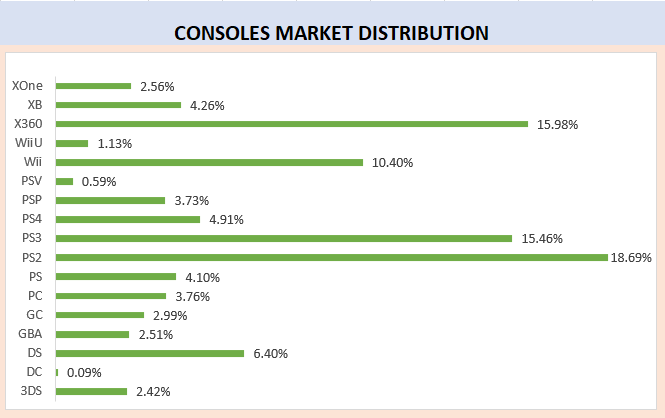 CONSOLES MARKET DISTRIBUTION
XOne 2.56%
XB 4.26%
X360 15.98%
WiiU 1.13%
Wii 10.40%
PSV 0.59%
PSP 3.73%
PS4 4.91%
PS3 15.46%
PS2 18.69%
PS 4.10%
PC 3.76%
GC 2.99%
GBA 2.51%
DS 6.40%
DC 0.09%
3DS 2.42%